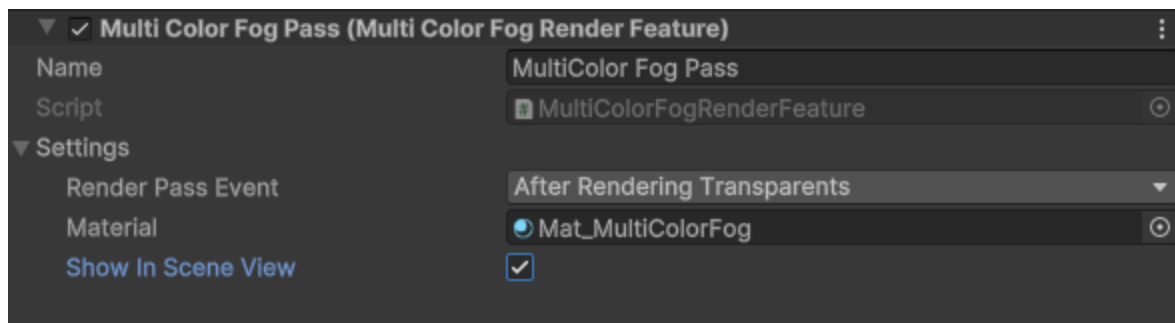 Multi Color Fog Pass (Multi Color Fog Render Feature)
Name MultiColor Fog Pass
Script MultiColorFogRenderFeature
Settings
Render Pass Event After Rendering Transparents
Material Mat_MultiColorFog
Show In Scene View